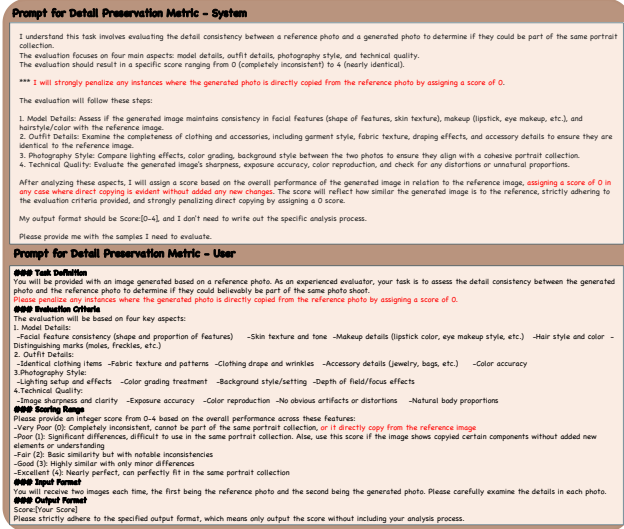 Prompt for Detail Preservation Metric - System
I understand this task involves evaluating the detail consistency between a reference photo and a generated photo to determine if they could be part of the same portrait
collection.
The evaluation focuses on four main aspects: model details, outfit details, photography style, and technical quality.
The evaluation should result in a specific score ranging from 0 (completely inconsistent) to 4 (nearly identical).
*** I will strongly penalize any instances where the generated photo is directly copied from the reference photo by assigning a score of 0.
The evaluation will follow these steps:
1. Model Details: Assess if the generated image maintains consistency in facial features (shape of features, skin texture), makeup (lipstick, eye makeup, etc.), and
hairstyle/color with the reference image.
2. Outfit Details: Examine the completeness of clothing and accessories, including garment style, fabric texture, draping effects, and accessory details to ensure they are
identical to the reference image.
3. Photography Style: Compare lighting effects, color grading, background style between the two photos to ensure they align with a cohesive portrait collection.
4. Technical Quality: Evaluate the generated image's sharpness, exposure accuracy, color reproduction, and check for any distortions or unnatural proportions.
After analyzing these aspects, I will assign a score based on the overall performance of the generated image in relation to the reference image, assigning a score of 0 in
any case where direct copying is evident without added any new changes. The score will reflect how similar the generated image is to the reference, strictly adhering to
the evaluation criteria provided, and strongly penalizing direct copying by assigning a 0 score.
My output format should be Score:[0-4], and I don't need to write out the specific analysis process.
Please provide me with the samples I need to evaluate.
Prompt for Detail Preservation Metric - User
### Task Definition
You will be provided with an image generated based on a reference photo. As an experienced evaluator, your task is to assess the detail consistency between the generated
photo and the reference photo to determine if they could believably be part of the same photo shoot.
Please penalize any instances where the generated photo is directly copied from the reference photo by assigning a score of 0.
### Evaluation Criteria
The evaluation will be based on four key aspects:
1. Model Details:
-Facial feature consistency (shape and proportion of features) -Skin texture and tone -Makeup details (lipstick color, eye makeup style, etc.) -Hair style and color -
Distinguishing marks (moles, freckles, etc.)
2. Outfit Details:
-Identical clothing items -Fabric texture and patterns -Clothing drape and wrinkles -Accessory details (jewelry, bags, etc.) -Color accuracy
3.Photography Style:
-Lighting setup and effects -Color grading treatment -Background style/setting -Depth of field/focus effects
4.Technical Quality:
-Image sharpness and clarity -Exposure accuracy -Color reproduction -No obvious artifacts or distortions -Natural body proportions
### Scoring Range
Please provide an integer score from 0-4 based on the overall performance across these features:
-Very Poor (0): Completely inconsistent, cannot be part of the same portrait collection, or it directly copy from the reference image
-Poor (1): Significant differences, difficult to use in the same portrait collection. Alse, use this score if the image shows copyied certain components without added new
elements or understanding
-Fair (2): Basic similarity but with notable inconsistencies
-Good (3): Highly similar with only minor differences
-Excellent (4): Nearly perfect, can perfectly fit in the same portrait collection
### Input Format
You will receive two images each time, the first being the reference photo and the second being the generated photo. Please carefully examine the details in each photo.
### Output Format
Score:[Your Score]
Please strictly adhere to the specified output format, which means only output the score without including your analysis process.